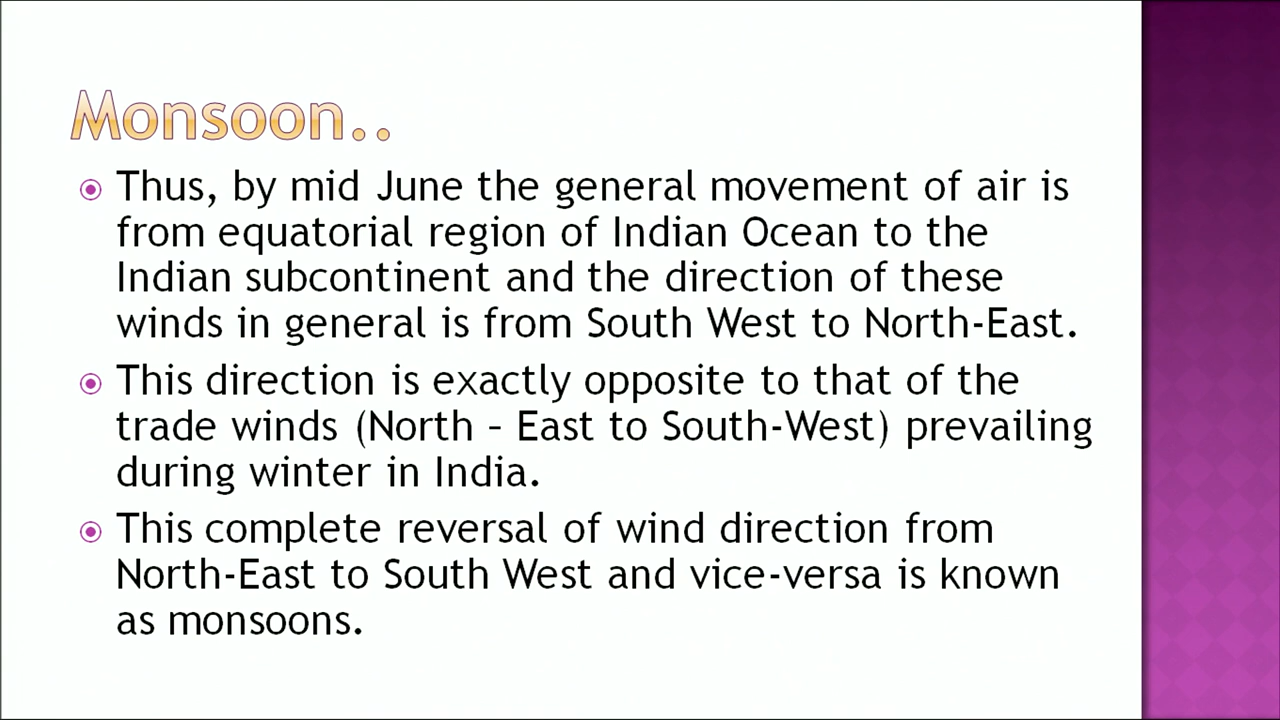 Monsoon..
Thus, by mid June the general movement of air is
from equatorial region of Indian Ocean to the
Indian subcontinent and the direction of these
winds in general is from South West to North-East.
This direction is exactly opposite to that of the
trade winds (North – East to South-West) prevailing
during winter in India.
This complete reversal of wind direction from
North-East to South West and vice-versa is known
as monsoons.